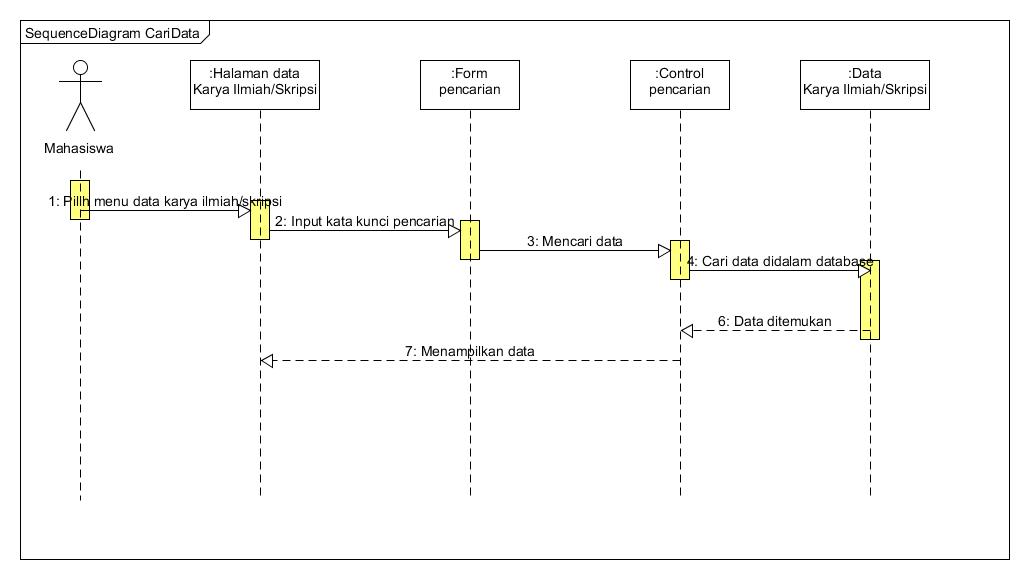 SequenceDiagram CariData
:Halaman data
Karya Ilmiah/Skripsi
:Form
pencarian
:Control
pencarian
:Data
Karya Ilmiah/Skripsi
Mahasiswa
1: Pilih menu data karya ilmiah/skripsi
2: Input kata kunci pencarian
3: Mencari data
4: Cari data didalam database
6: Data ditemukan
7: Menampilkan data